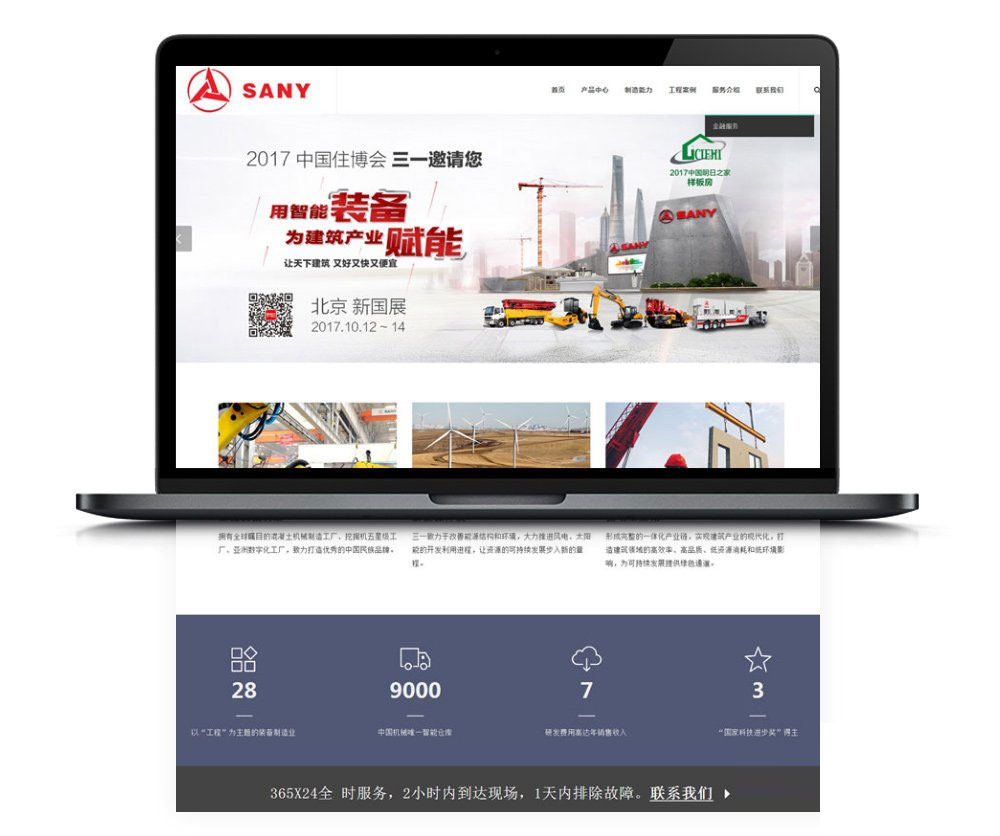 SANY
首页 产品中心 制造能力 工程案例 服务介绍 联系我们
金融服务
2017 中国住博会 三一邀请您
用智能装备
为建筑产业赋能
让天下建筑 又好又快又便宜
北京 新国展
2017.10.12 ~ 14
CIEHI
2017中国明日之家
样板房
SANY
SANY
拥有全球瞩目的混凝土机械制造工厂、挖掘机五星级工
厂、亚洲数字化工厂,致力打造优秀的中国民族品牌。
三一致力于改善能源结构和环境,大力推进风电、太阳
能的开发利用进程,让资源的可持续发展步入新的里
程。
形成完整的一体化产业链,实现建筑产业的现代化,打
造建筑领域的高效率、高品质、低资源消耗和低环境影
响,为可持续发展提供绿色通道。
28
以“工程”为主题的装备制造业
9000
中国机械唯一智能仓库
7
研发费用高达年销售收入
3
“国家科技进步奖”得主
365X24全 时服务,2小时内到达现场,1天内排除故障。联系我们